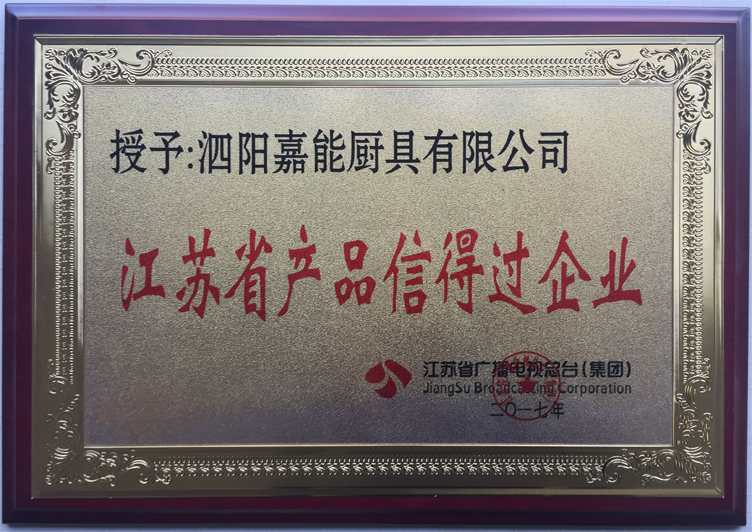 授予:泗阳嘉能厨具有限公司
江苏省产品信得过企业
江苏省广播电视总台(集团)
JiangSu Broadcasting Corporation
二〇一七年